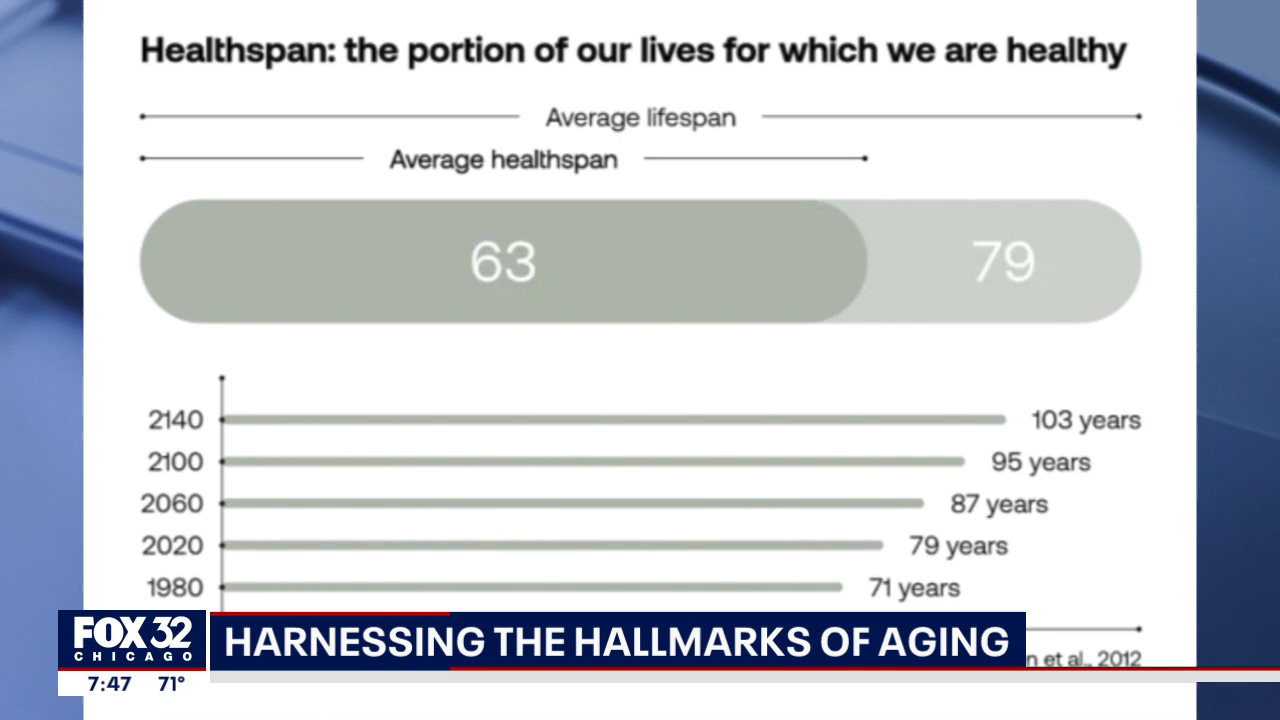 Healthspan: the portion of our lives for which we are healthy
Average lifespan
Average healthspan
63 79
2140 103 years
2100 95 years
2060 87 years
2020 79 years
1980 71 years
et al., 2012
FOX 32
CHICAGO
HARNESSING THE HALLMARKS OF AGING
7:47 71°